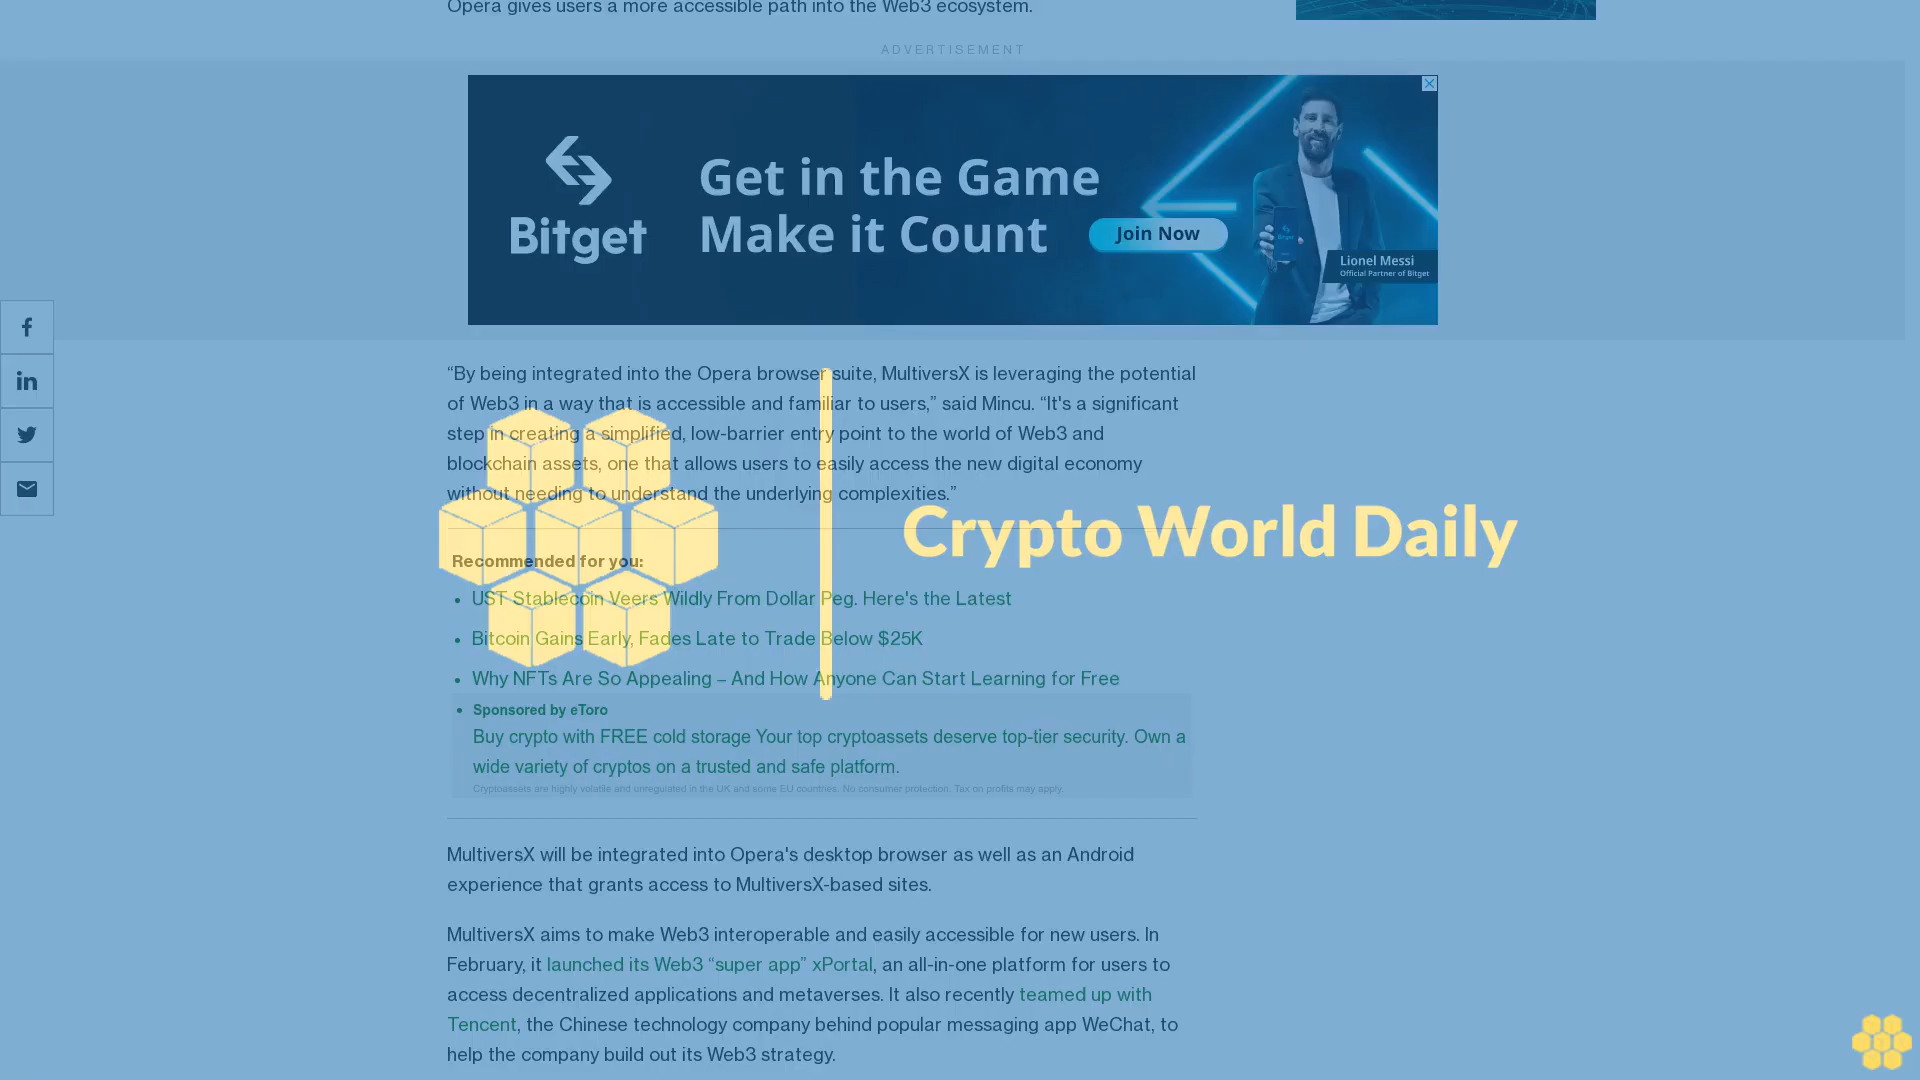 Opera gives users a more accessible path into the Web3 ecosystem.
ADVERTISEMENT
Bitget
Get in the Game
Make it Count
Join Now
Lionel Messi
Official Partner of Bitget
Bitget
“By being integrated into the Opera browser suite, MultiversX is leveraging the potential
of Web3 in a way that is accessible and familiar to users,” said Mincu. “It's a significant
step in creating a simplified, low-barrier entry point to the world of Web3 and
blockchain assets, one that allows users to easily access the new digital economy
without needing to understand the underlying complexities.”
Crypto World Daily
Recommended for you:
• UST Stablecoin Veers Wildly From Dollar Peg. Here's the Latest
• Bitcoin Gains Early, Fades Late to Trade Below $25K
• Why NFTs Are So Appealing – And How Anyone Can Start Learning for Free
• Sponsored by eToro
Buy crypto with FREE cold storage Your top cryptoassets deserve top-tier security. Own a
wide variety of cryptos on a trusted and safe platform.
Cryptoassets are highly volatile and unregulated in the UK and some EU countries. No consumer protection. Tax on profits may apply.
MultiversX will be integrated into Opera's desktop browser as well as an Android
experience that grants access to MultiversX-based sites.
MultiversX aims to make Web3 interoperable and easily accessible for new users. In
February, it launched its Web3 “super app” xPortal, an all-in-one platform for users to
access decentralized applications and metaverses. It also recently teamed up with
Tencent, the Chinese technology company behind popular messaging app WeChat, to
help the company build out its Web3 strategy.